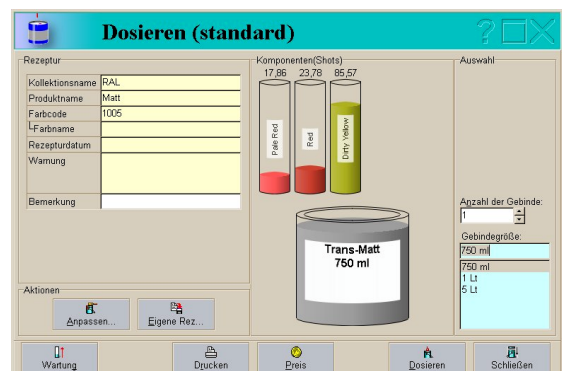 Dosieren (standard)
Rezeptur
Kollektionsname RAL
Produktname Matt
Farbcode 1005
Farbname
Rezepturdatum
Warnung
Bemerkung
Aktionen
Anpassen...
Eigene Rez...
Komponenten(Shots)
17,86 23,78 85,57
Pale Red
Red
Dirty Yellow
Trans-Matt
750 ml
Auswahl
Anzahl der Gebinde:
1
Gebindegröße:
750 ml
750 ml
1 Lt
5 Lt
Wartung Drucken Preis Dosieren Schließen